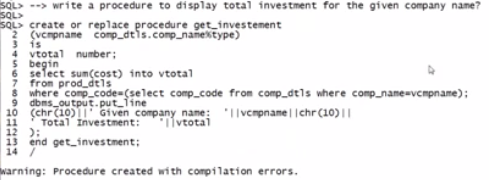 SQL> --> write a procedure to display total investment for the given company name?
SQL>
SQL> create or replace procedure get_investement
2 (vcmpname comp_dtls.comp_name%type)
3 is
4 vtotal number;
5 begin
6 select sum(cost) into vtotal
7 from prod_dtls
8 where comp_code=(select comp_code from comp_dtls where comp_name=vcmpname);
9 dbms_output.put_line
10 (chr(10)||' Given company name: '||vcmpname||chr(10)||
11 ' Total Investment: '||vtotal
12 );
13 end get_investment;
14 /
Warning: Procedure created with compilation errors.